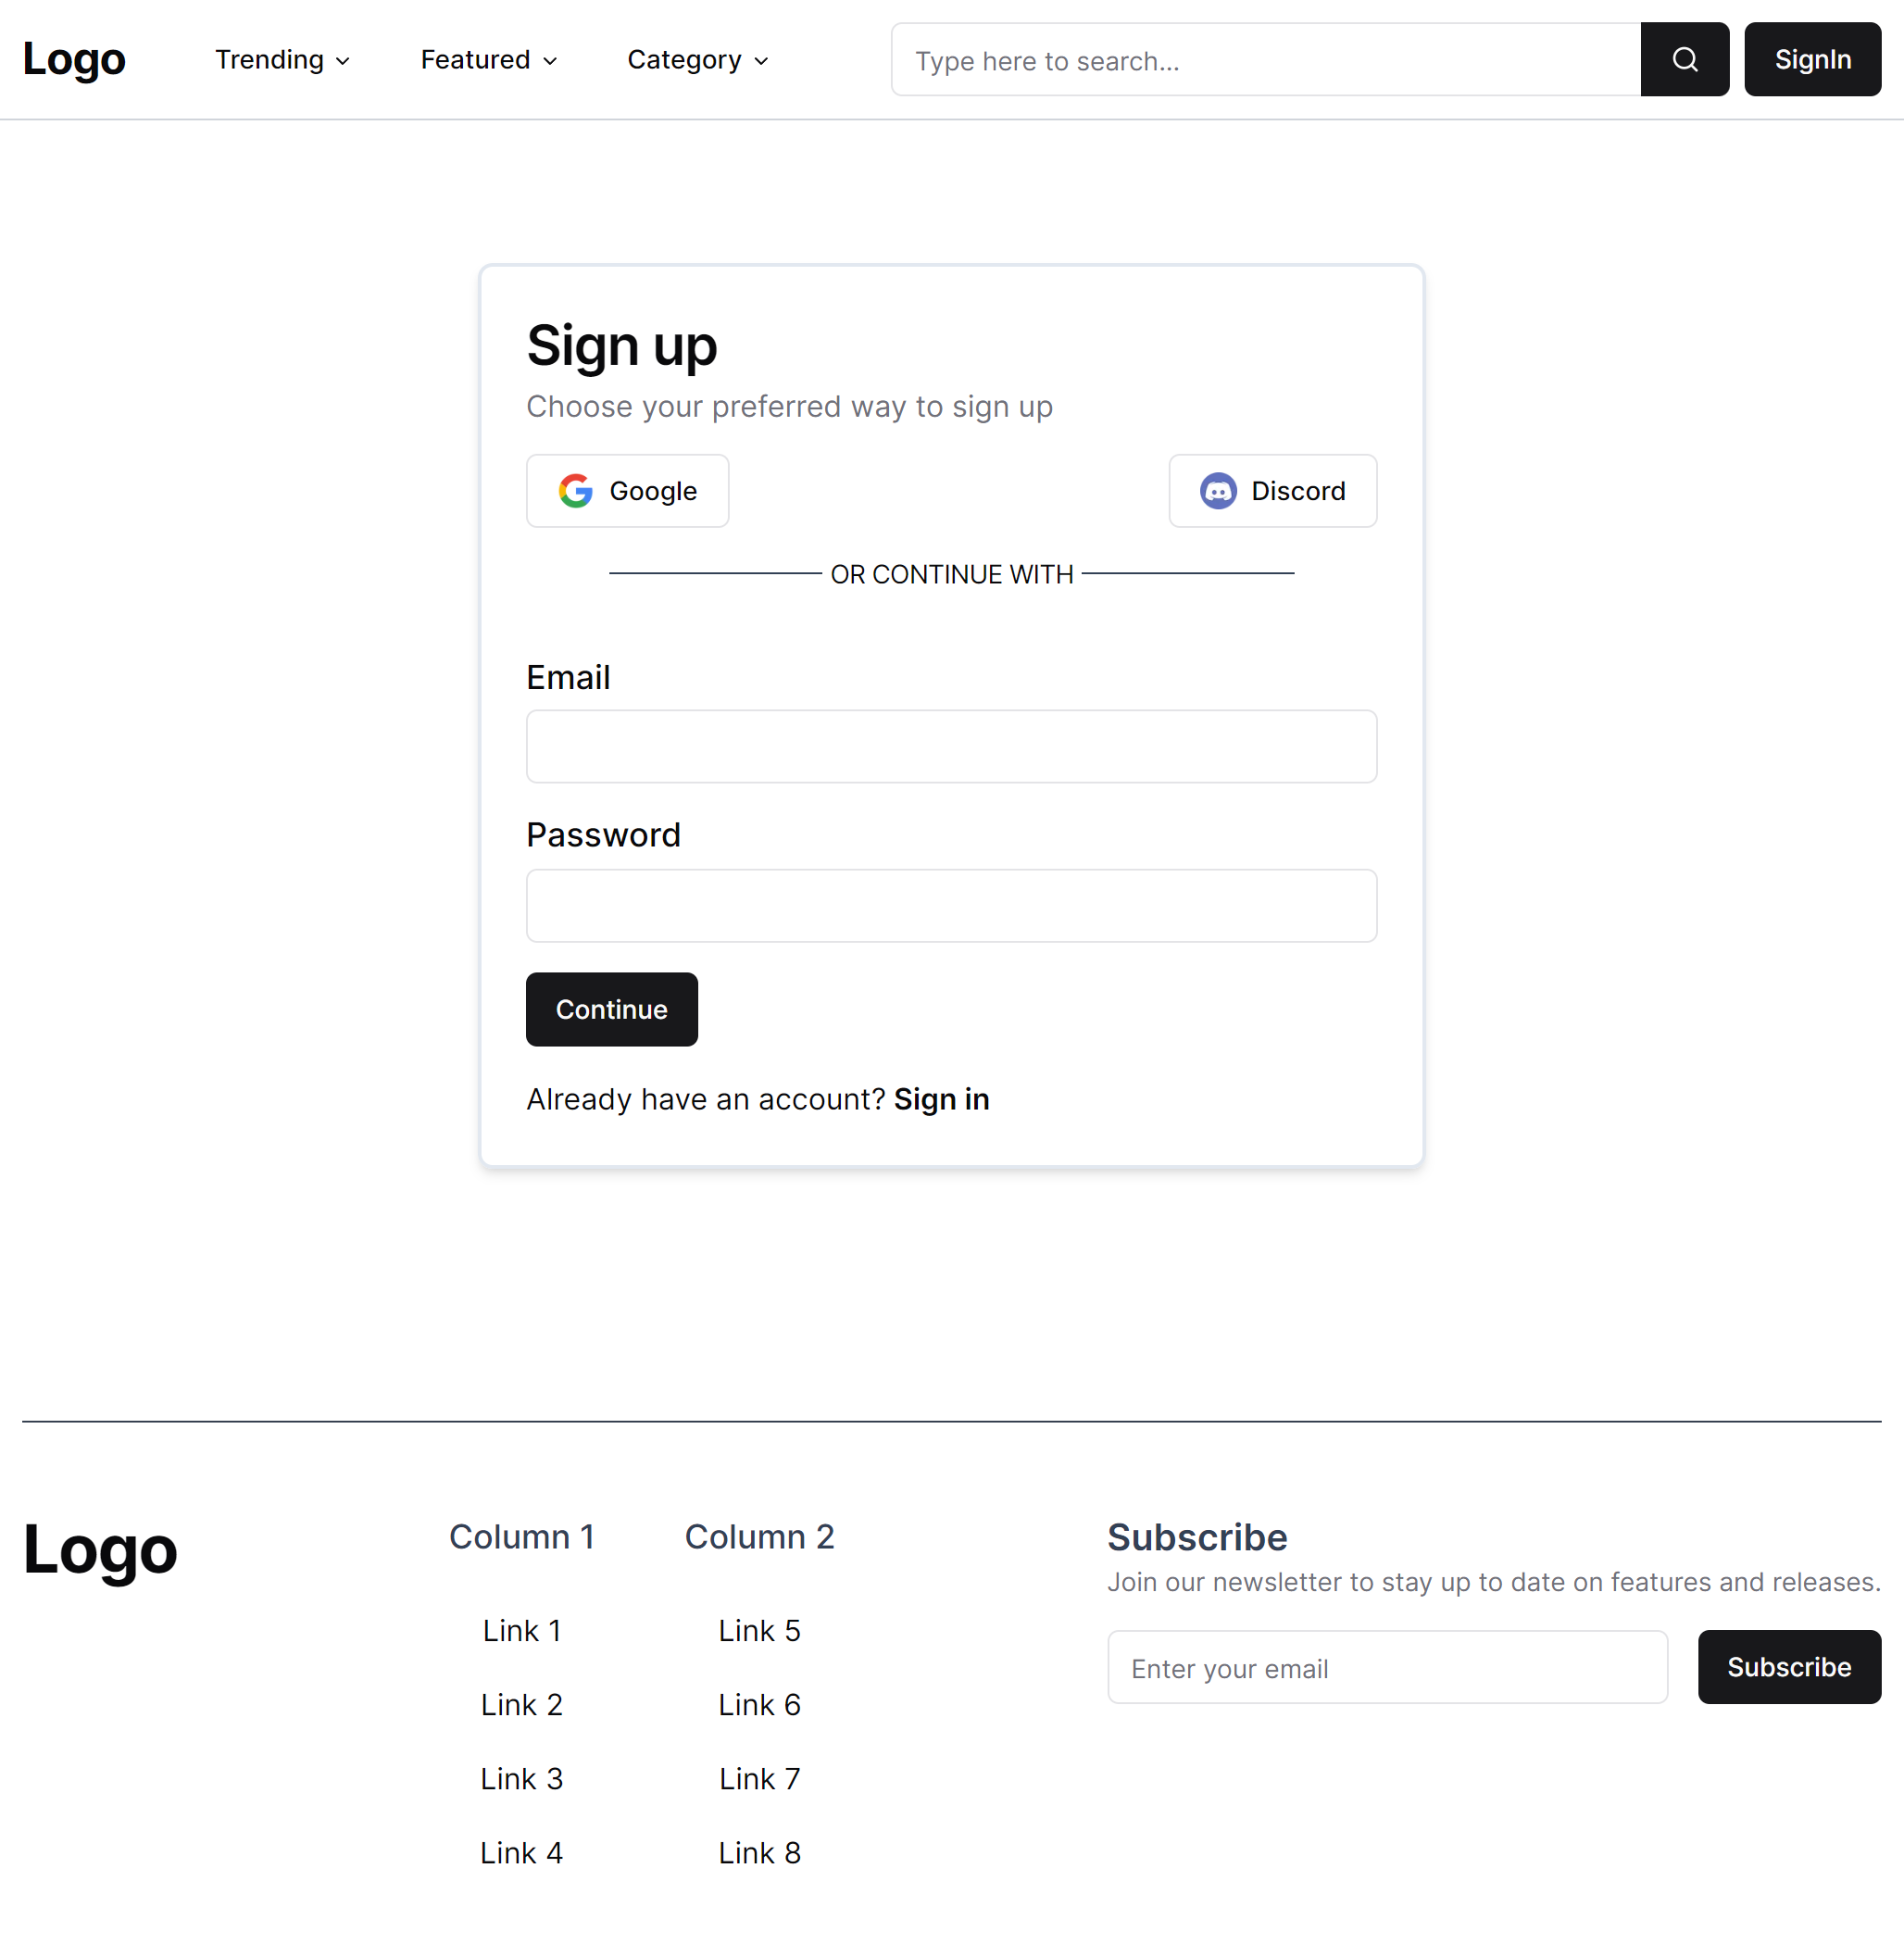 Logo Trending Featured Category Type here to search... SignIn
Sign up
Choose your preferred way to sign up
Google Discord
OR CONTINUE WITH
Email
Password
Continue
Already have an account? Sign in
Logo
Column 1
Link 1
Link 2
Link 3
Link 4
Column 2
Link 5
Link 6
Link 7
Link 8
Subscribe
Join our newsletter to stay up to date on features and releases.
Enter your email Subscribe